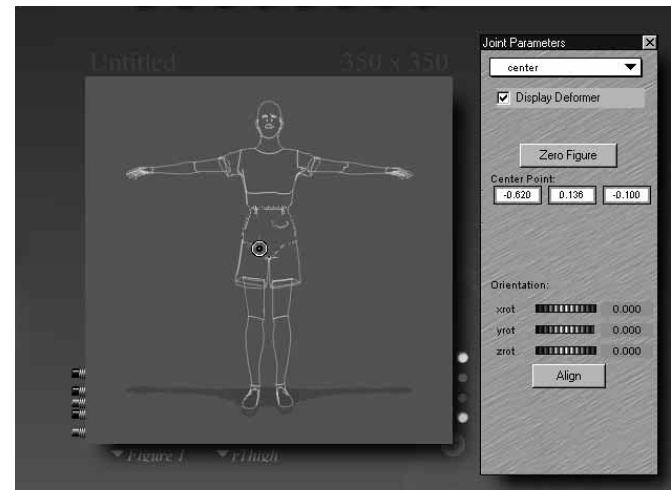 Untitled 350 x 350
Joint Parameters
center
Display Deformer
Zero Figure
Center Point:
-0.620 0.136 -0.100
Orientation:
xrot 0.000
yrot 0.000
zrot 0.000
Align
Figure 1 rThigh